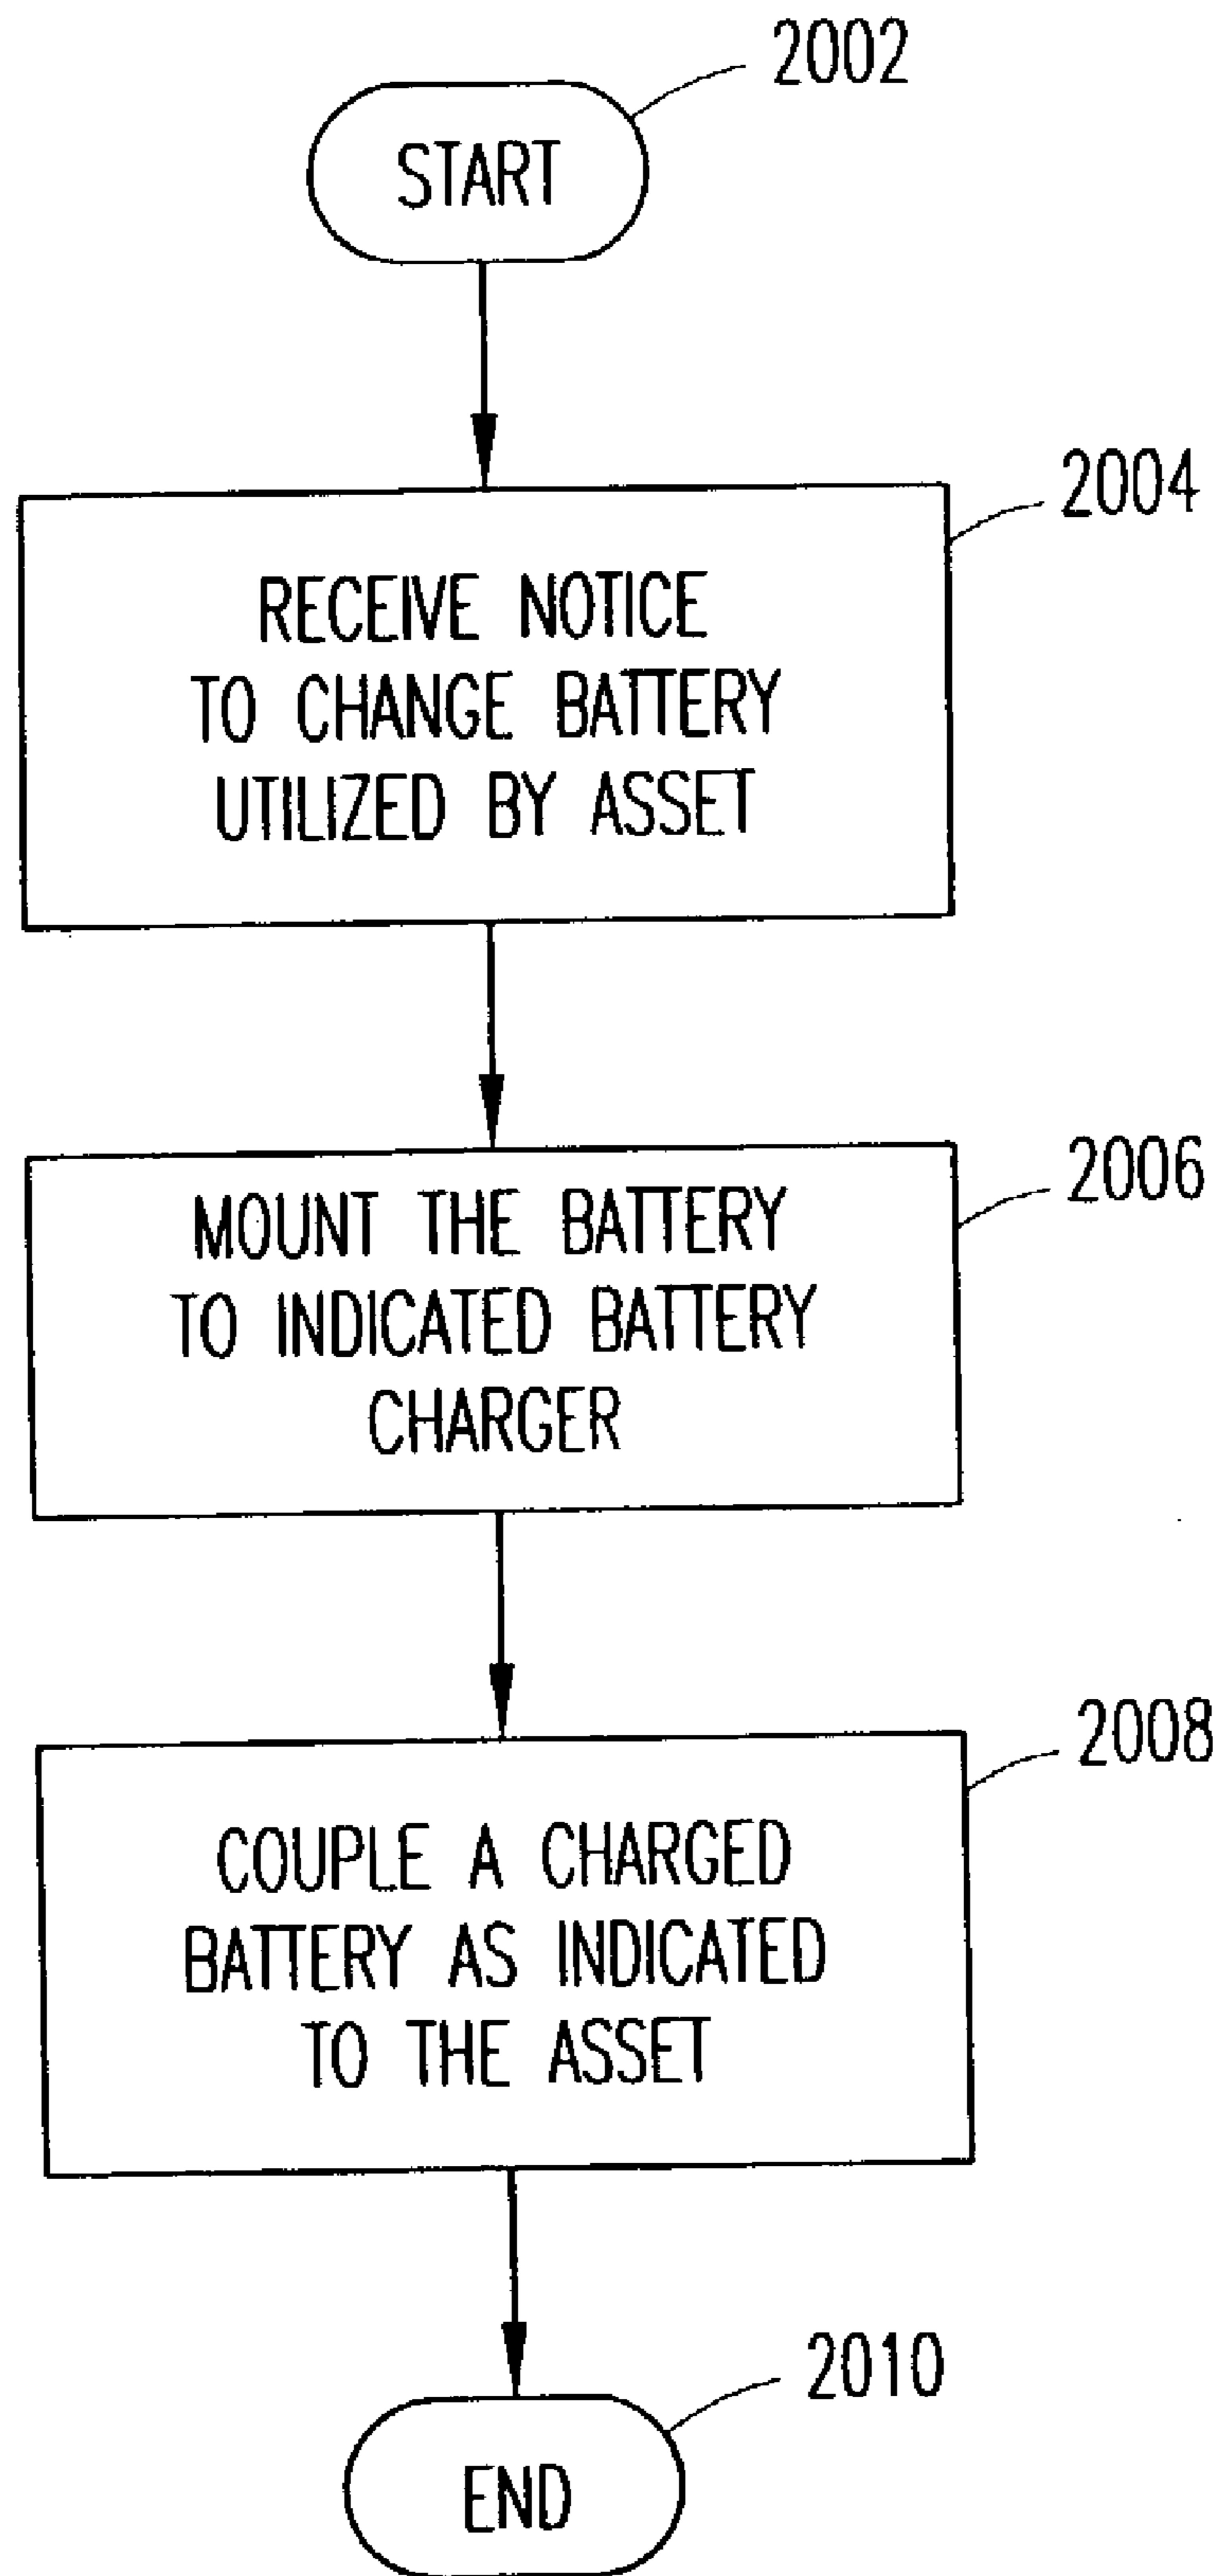 2002
START
2004
RECEIVE NOTICE
TO CHANGE BATTERY
UTILIZED BY ASSET
2006
MOUNT THE BATTERY
TO INDICATED BATTERY
CHARGER
2008
COUPLE A CHARGED
BATTERY AS INDICATED
TO THE ASSET
2010
END